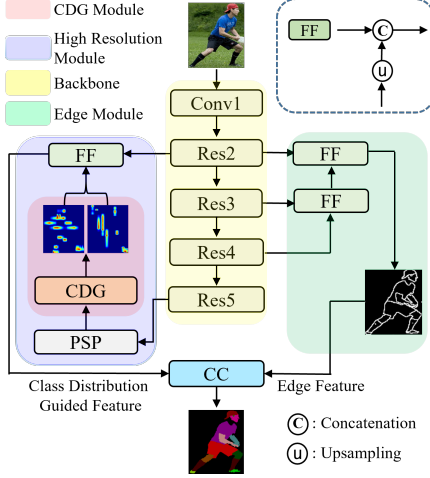 CDG Module
High Resolution
Module
Backbone
Edge Module
FF
C
u
Conv1
Res2
Res3
Res4
Res5
FF
CDG
PSP
FF
FF
CC
Class Distribution
Guided Feature
Edge Feature
C : Concatenation
u : Upsampling